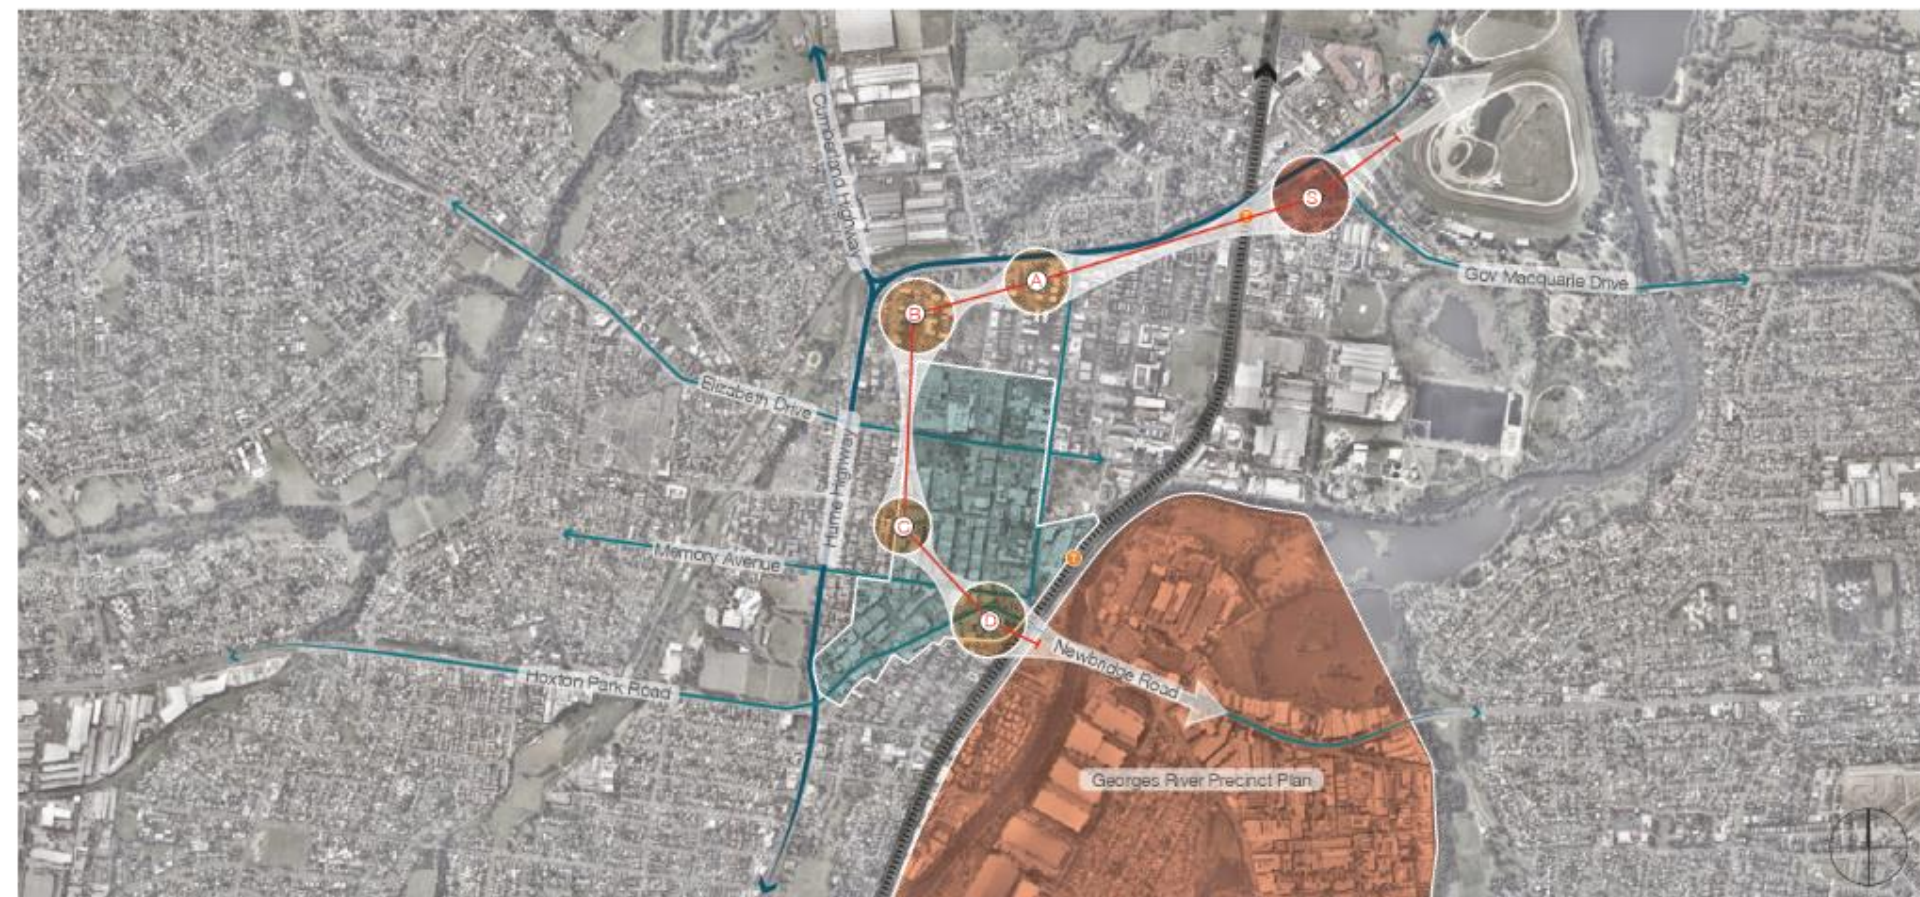 Cumberland Highway
S
A
Gov Macquarie Drive
B
Elizabeth Drive
Hume Highway
C
T
Memory Avenue
D
Newbridge Road
Hoxton Park Road
Georges River Precinct Plan